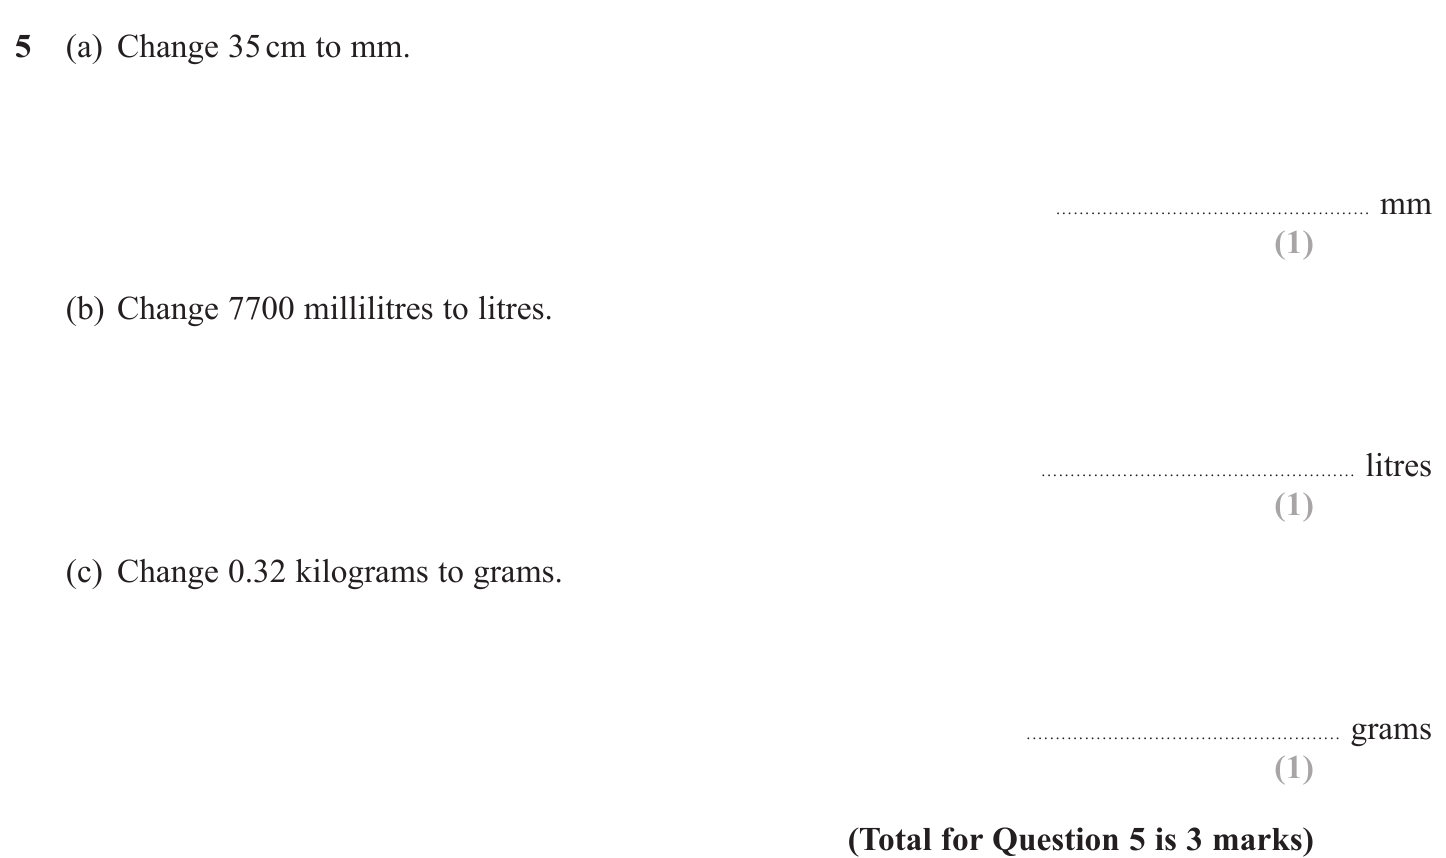 5 (a) Change 35 cm to mm.
...................................................... mm
(1)
(b) Change 7700 millilitres to litres.
...................................................... litres
(1)
(c) Change 0.32 kilograms to grams.
...................................................... grams
(1)
(Total for Question 5 is 3 marks)